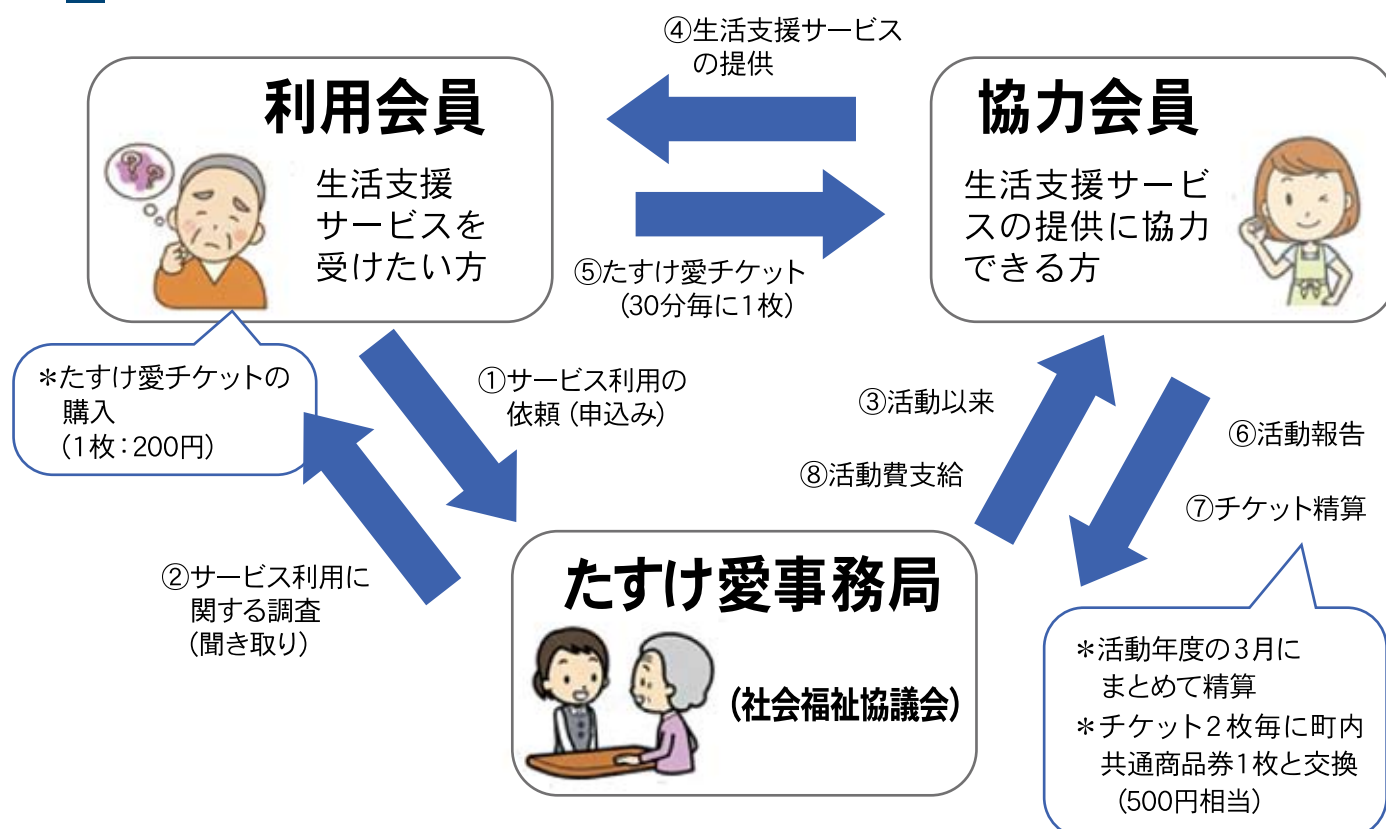 ④生活支援サービス
の提供
利用会員
生活支援
サービスを
受けたい方
協力会員
生活支援サービ
スの提供に協力
できる方
⑤たすけ愛チケット
(30分毎に1枚)
＊たすけ愛チケットの
購入
(1枚：200円)
①サービス利用の
依頼(申込み)
②サービス利用に
関する調査
(聞き取り)
③活動以来
⑧活動費支給
⑥活動報告
⑦チケット精算
たすけ愛事務局
(社会福祉協議会)
＊活動年度の3月に
まとめて精算
＊チケット2枚毎に町内
共通商品券1枚と交換
(500円相当)